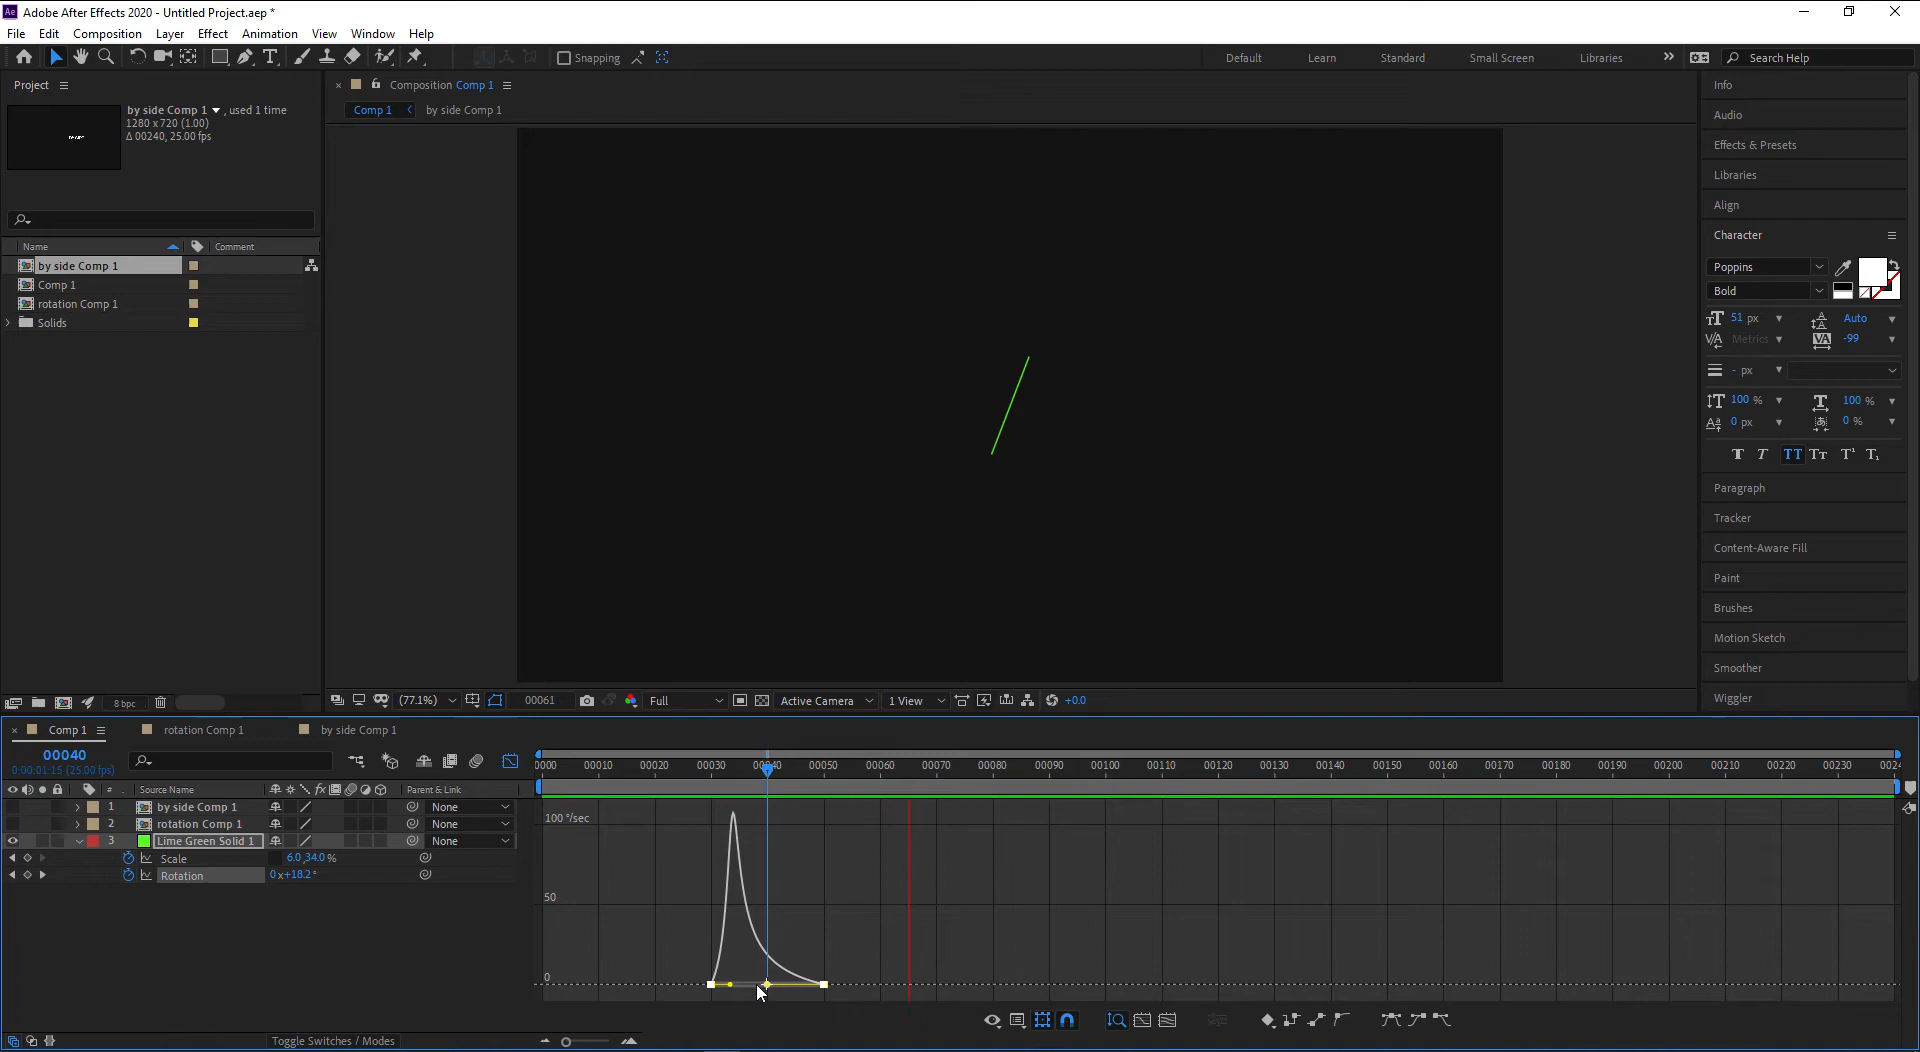 Ae Adobe After Effects 2020 - Untitled Project.aep *
File Edit Composition Layer Effect Animation View Window Help
Snapping Default Learn Standard Small Screen Libraries Search Help
Project
by side Comp 1 , used 1 time
1280 x 720 (1.00)
Δ 00240, 25.00 fps
Name Comment
by side Comp 1
Comp 1
rotation Comp 1
Solids
8 bpc
Composition Comp 1
Comp 1 by side Comp 1
(77.1%) 00061 Full Active Camera 1 View +0.0
Info
Audio
Effects & Presets
Libraries
Align
Character
Poppins
Bold
51 px Auto
Metrics -99
- px
100 % 100 %
0 px 0 %
T T TT Tт T¹ T₁
Paragraph
Tracker
Content-Aware Fill
Paint
Brushes
Motion Sketch
Smoother
Wiggler
Comp 1 rotation Comp 1 by side Comp 1
00040
0:00:01:15 (25.00 fps)
# Source Name fx Parent & Link
1 by side Comp 1 None
2 rotation Comp 1 None
3 Lime Green Solid 1 None
Scale 6.0,34.0 %
Rotation 0x+18.2°
0000 00010 00020 00030 00040 00050 00060 00070 00080 00090 00100 00110 00120 00130 00140 00150 00160 00170 00180 00190 00200 00210 00220 00230 0024
100 °/sec
50
0
Toggle Switches / Modes